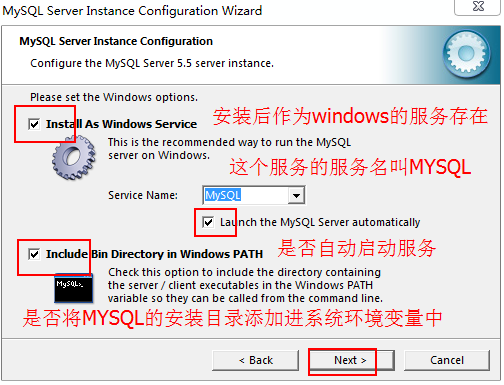 MySQL Server Instance Configuration Wizard
MySQL Server Instance Configuration
Configure the MySQL Server 5.5 server instance.
Please set the Windows options.
安装后作为windows的服务存在
Install As Windows Service
This is the recommended way to run the MySQL
server on Windows.
这个服务的服务名叫MYSQL
Service Name: MySQL
Launch the MySQL Server automatically
是否自动启动服务
Include Bin Directory in Windows PATH
Check this option to include the directory containing
the server / client executables in the Windows PATH
variable so they can be called from the command line.
MySQL>_
是否将MYSQL的安装目录添加进系统环境变量中
< Back
Next >
Cancel